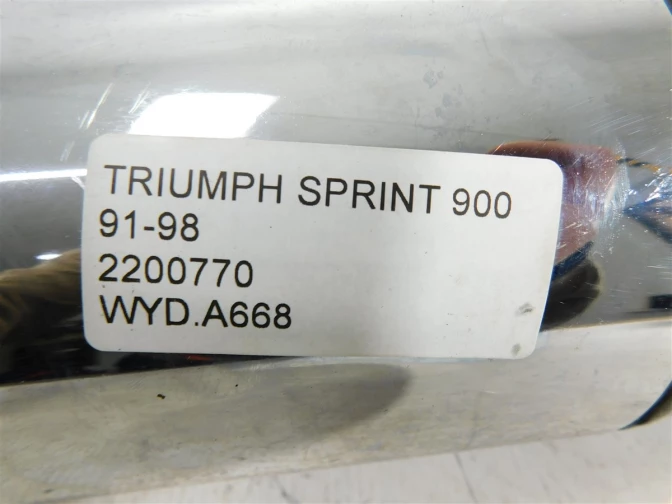 TRIUMPH SPRINT 900
91-98
2200770
WYD.A668